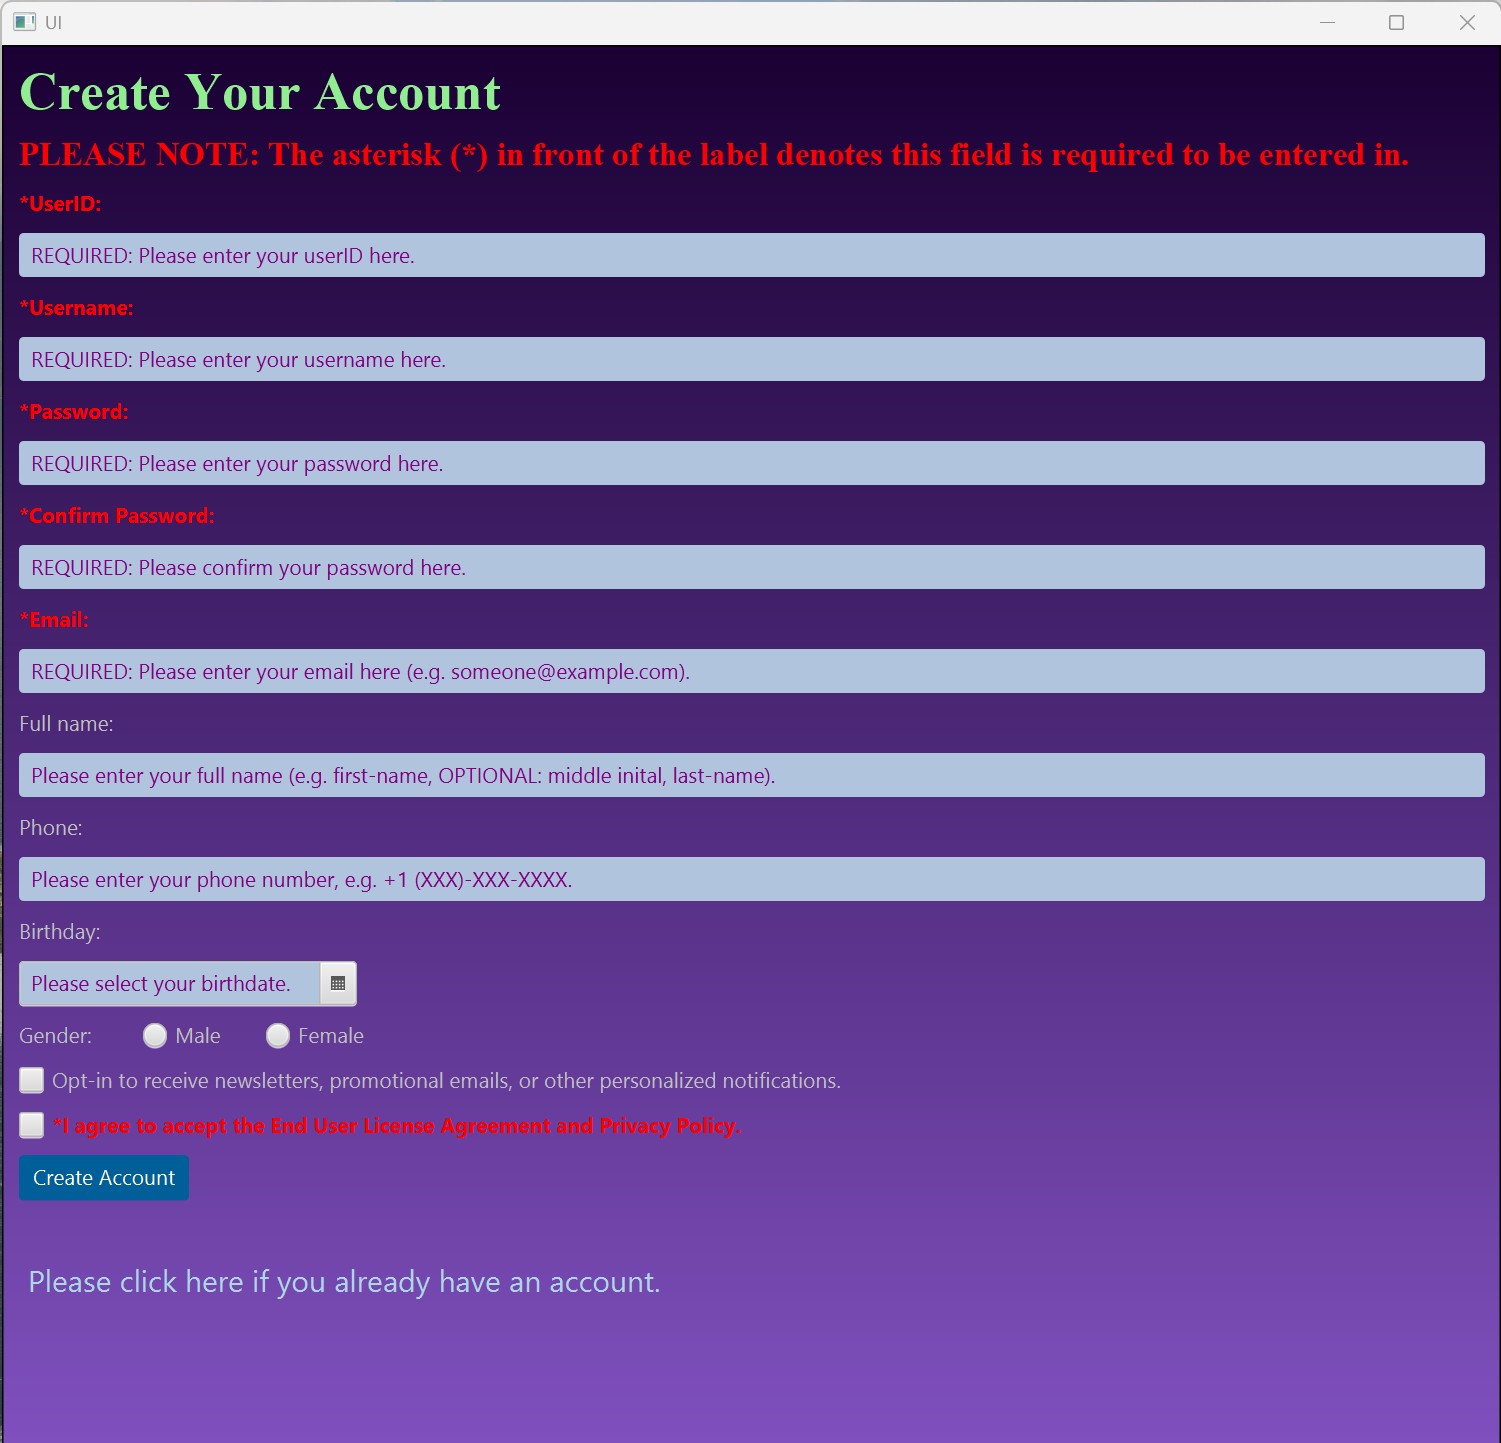 UI
Create Your Account
PLEASE NOTE: The asterisk (*) in front of the label denotes this field is required to be entered in.
*UserID:
REQUIRED: Please enter your userID here.
*Username:
REQUIRED: Please enter your username here.
*Password:
REQUIRED: Please enter your password here.
*Confirm Password:
REQUIRED: Please confirm your password here.
*Email:
REQUIRED: Please enter your email here (e.g. someone@example.com).
Full name:
Please enter your full name (e.g. first-name, OPTIONAL: middle inital, last-name).
Phone:
Please enter your phone number, e.g. +1 (XXX)-XXX-XXXX.
Birthday:
Please select your birthdate.
Gender: Male Female
Opt-in to receive newsletters, promotional emails, or other personalized notifications.
*I agree to accept the End User License Agreement and Privacy Policy.
Create Account
Please click here if you already have an account.